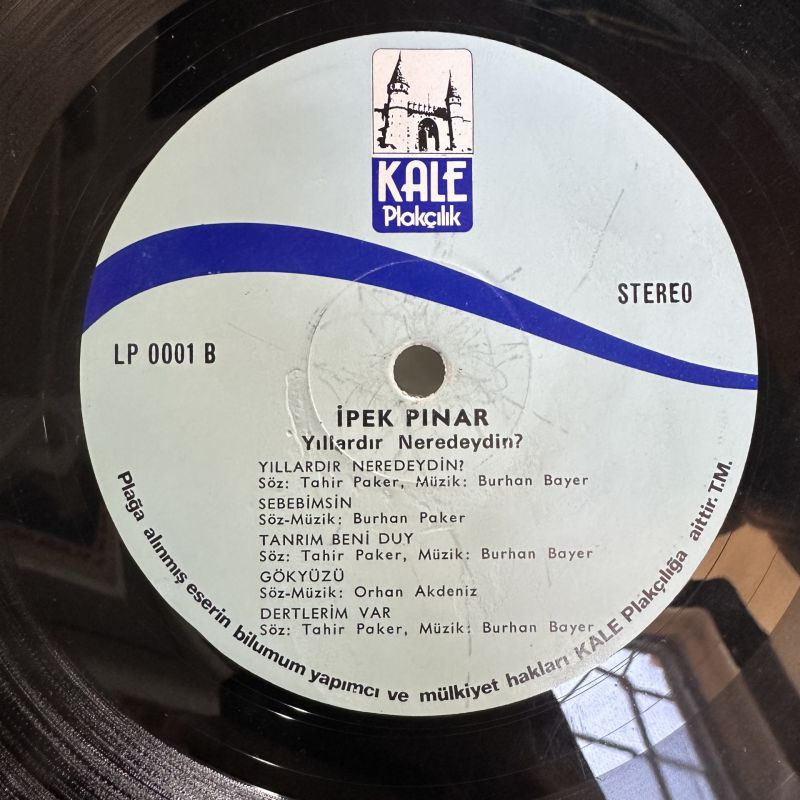 KALE
Plakçılık
STEREO
LP 0001 B
İPEK PINAR
Yıllardır Neredeydin?
YILLARDIR NEREDEYDİN?
Söz: Tahir Paker, Müzik: Burhan Bayer
SEBEBİMSİN
Söz-Müzik: Burhan Paker
TANRIM BENİ DUY
Söz: Tahir Paker, Müzik: Burhan Bayer
GÖKYÜZÜ
Söz-Müzik: Orhan Akdeniz
DERTLERİM VAR
Söz: Tahir Paker, Müzik: Burhan Bayer
Plağa alınmış eserin bilumum yapımcı ve mülkiyet hakları KALE Plakçılığa aittir. T.M.